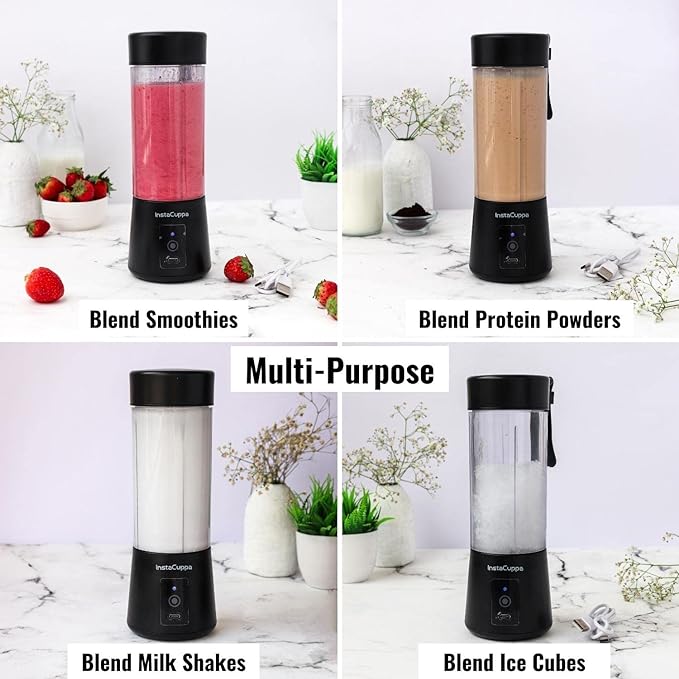 InstaCuppa
Blend Smoothies
InstaCuppa
Blend Protein Powders
Multi-Purpose
InstaCuppa
Blend Milk Shakes
InstaCuppa
Blend Ice Cubes